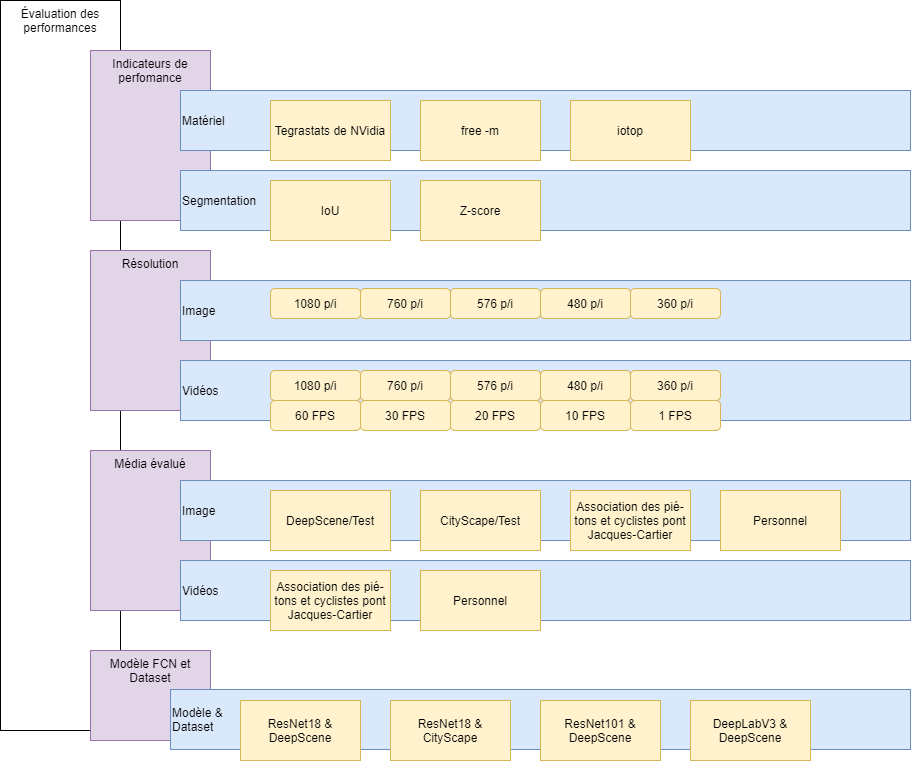 Évaluation des
performances
Indicateurs de
perfomance
Matériel
Tegrastats de NVidia
free -m
iotop
Segmentation
IoU
Z-score
Résolution
Image
1080 p/i
760 p/i
576 p/i
480 p/i
360 p/i
Vidéos
1080 p/i
760 p/i
576 p/i
480 p/i
360 p/i
60 FPS
30 FPS
20 FPS
10 FPS
1 FPS
Média évalué
Image
DeepScene/Test
CityScape/Test
Association des pié-
tons et cyclistes pont
Jacques-Cartier
Personnel
Vidéos
Association des pié-
tons et cyclistes pont
Jacques-Cartier
Personnel
Modèle FCN et
Dataset
Modèle &
Dataset
ResNet18 &
DeepScene
ResNet18 &
CityScape
ResNet101 &
DeepScene
DeepLabV3 &
DeepScene